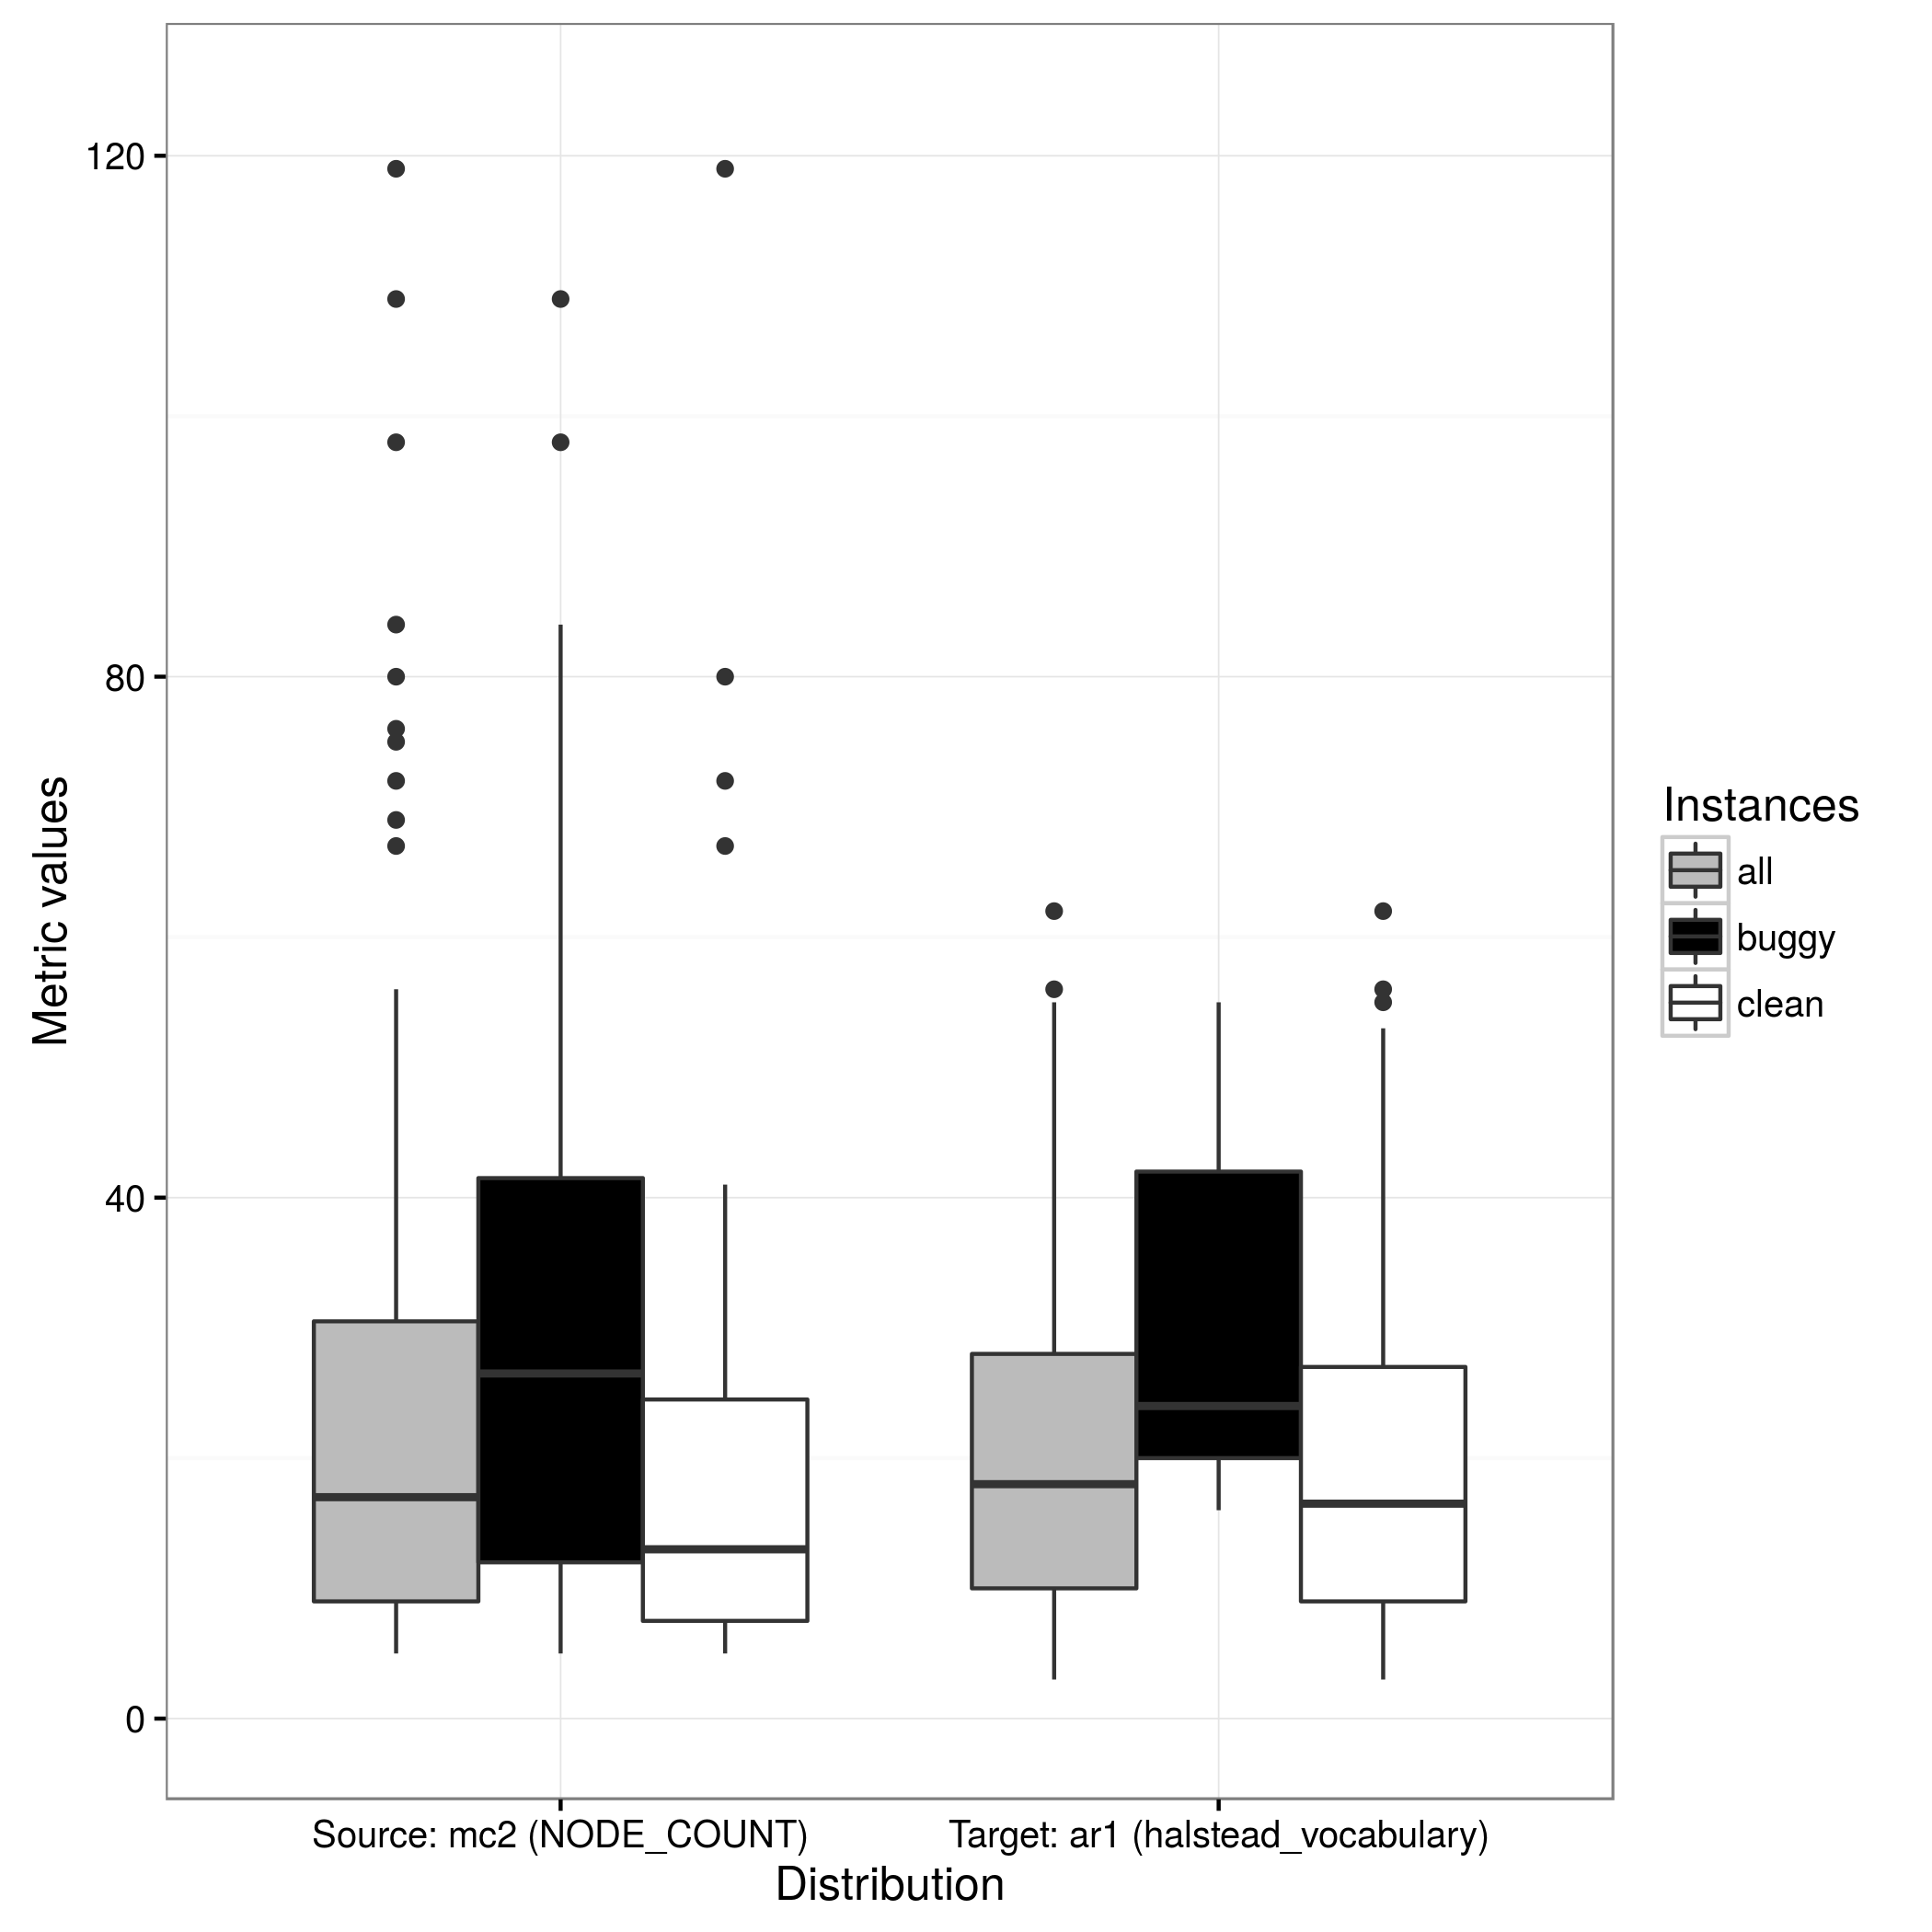 Metric values
120
80
40
0
Source: mc2 (NODE_COUNT)
Target: ar1 (halstead_vocabulary)
Distribution
Instances
all
buggy
clean